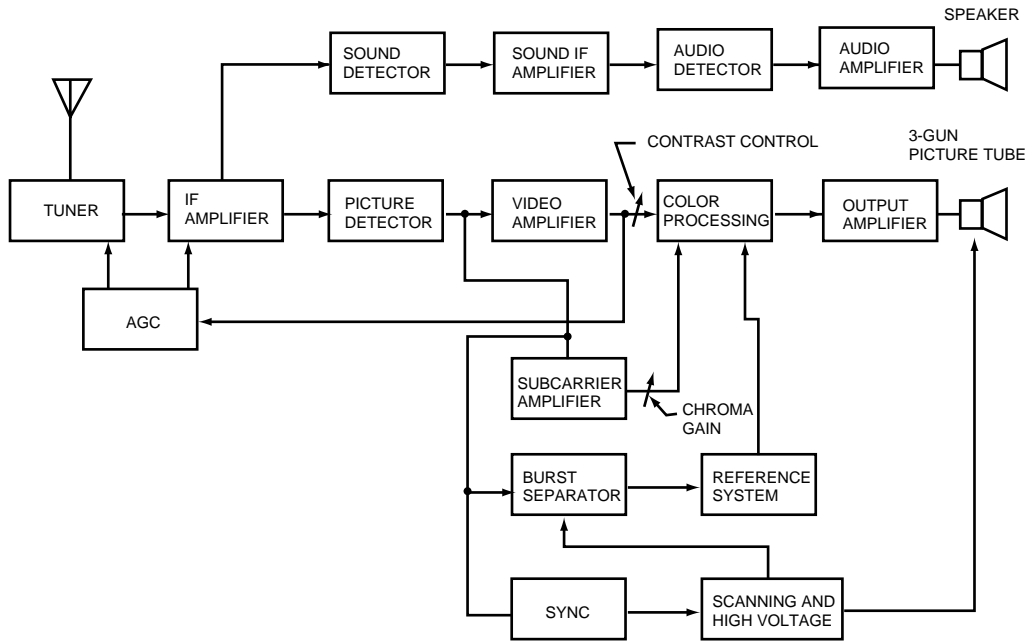 SPEAKER
SOUND
DETECTOR
SOUND IF
AMPLIFIER
AUDIO
DETECTOR
AUDIO
AMPLIFIER
CONTRAST CONTROL
3-GUN
PICTURE TUBE
TUNER
IF
AMPLIFIER
PICTURE
DETECTOR
VIDEO
AMPLIFIER
COLOR
PROCESSING
OUTPUT
AMPLIFIER
AGC
SUBCARRIER
AMPLIFIER
CHROMA
GAIN
BURST
SEPARATOR
REFERENCE
SYSTEM
SYNC
SCANNING AND
HIGH VOLTAGE